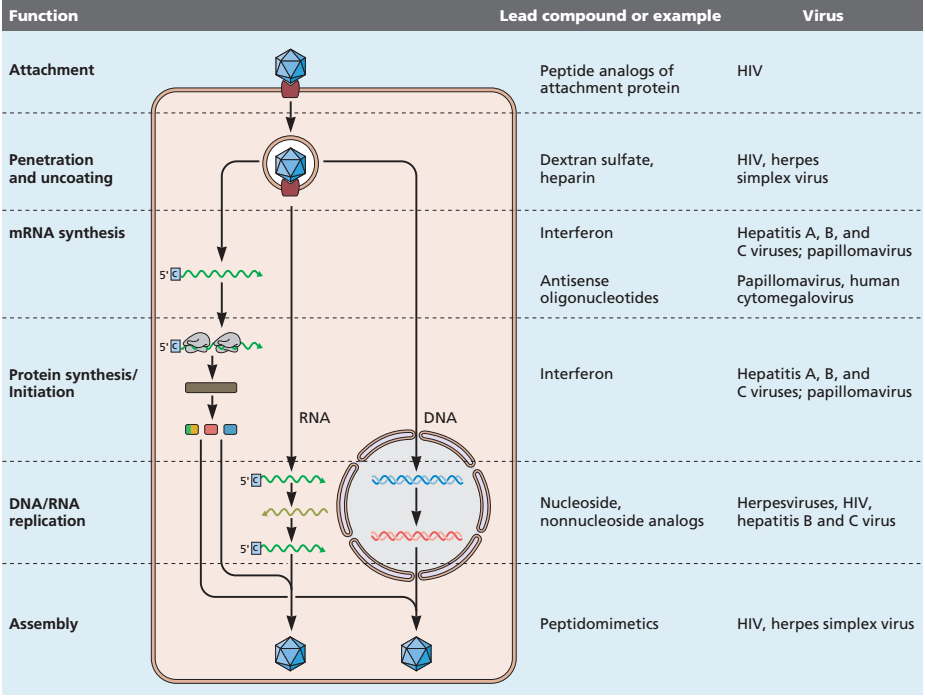 Function Lead compound or example Virus
Attachment Peptide analogs of HIV
attachment protein
Penetration Dextran sulfate, HIV, herpes
and uncoating heparin simplex virus
mRNA synthesis Interferon Hepatitis A, B, and
C viruses; papillomavirus
5' C Antisense Papillomavirus, human
oligonucleotides cytomegalovirus
5' C
Protein synthesis/ Interferon Hepatitis A, B, and
Initiation C viruses; papillomavirus
RNA DNA
5' C
DNA/RNA Nucleoside, Herpesviruses, HIV,
replication nonnucleoside analogs hepatitis B and C virus
5' C
Assembly Peptidomimetics HIV, herpes simplex virus